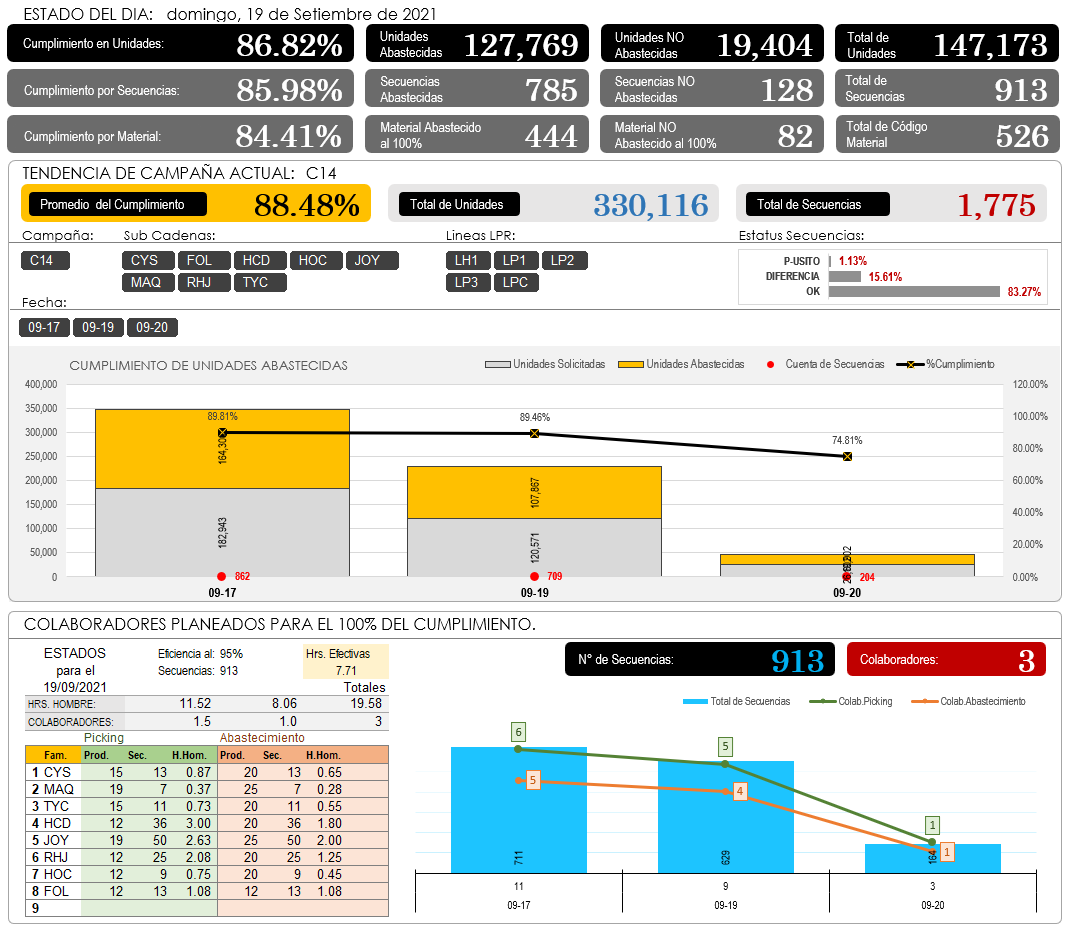 ESTADO DEL DIA: domingo, 19 de Setiembre de 2021
Cumplimiento en Unidades: 86.82%
Unidades Abastecidas 127,769
Unidades NO Abastecidas 19,404
Total de Unidades 147,173
Cumplimiento por Secuencias: 85.98%
Secuencias Abastecidas 785
Secuencias NO Abastecidas 128
Total de Secuencias 913
Cumplimiento por Material: 84.41%
Material Abastecido al 100% 444
Material NO Abastecido al 100% 82
Total de Código Material 526
TENDENCIA DE CAMPAÑA ACTUAL: C14
Promedio del Cumplimiento 88.48%
Total de Unidades 330,116
Total de Secuencias 1,775
Campaña:
C14
Sub Cadenas:
CYS FOL HCD HOC JOY
MAQ RHJ TYC
Lineas LPR:
LH1 LP1 LP2
LP3 LPC
Estatus Secuencias:
P-USITO 1.13%
DIFERENCIA 15.61%
OK 83.27%
Fecha:
09-17 09-19 09-20
CUMPLIMIENTO DE UNIDADES ABASTECIDAS
Unidades Solicitadas Unidades Abastecidas Cuenta de Secuencias %Cumplimiento
400,000
350,000
300,000
250,000
200,000
150,000
100,000
50,000
0
120.00%
100.00%
80.00%
60.00%
40.00%
20.00%
0.00%
89.81%
89.46%
74.81%
107,867
182,943
120,571
862
709
204
09-17 09-19 09-20
COLABORADORES PLANEADOS PARA EL 100% DEL CUMPLIMIENTO.
ESTADOS
para el
19/09/2021
Eficiencia al: 95%
Secuencias: 913
Hrs. Efectivas
7.71
Totales
HRS. HOMBRE: 11.52 8.06 19.58
COLABORADORES: 1.5 1.0 3
Picking Abastecimiento
Fam. Prod. Sec. H.Hom. Prod. Sec. H.Hom.
1 CYS 15 13 0.87 20 13 0.65
2 MAQ 19 7 0.37 25 7 0.28
3 TYC 15 11 0.73 20 11 0.55
4 HCD 12 36 3.00 20 36 1.80
5 JOY 19 50 2.63 25 50 2.00
6 RHJ 12 25 2.08 20 25 1.25
7 HOC 12 9 0.75 20 9 0.45
8 FOL 12 13 1.08 12 13 1.08
9
N° de Secuencias: 913
Colaboradores: 3
Total de Secuencias Colab.Picking Colab.Abastecimiento
6
5
5
4
1
1
711
629
164
11 9 3
09-17 09-19 09-20